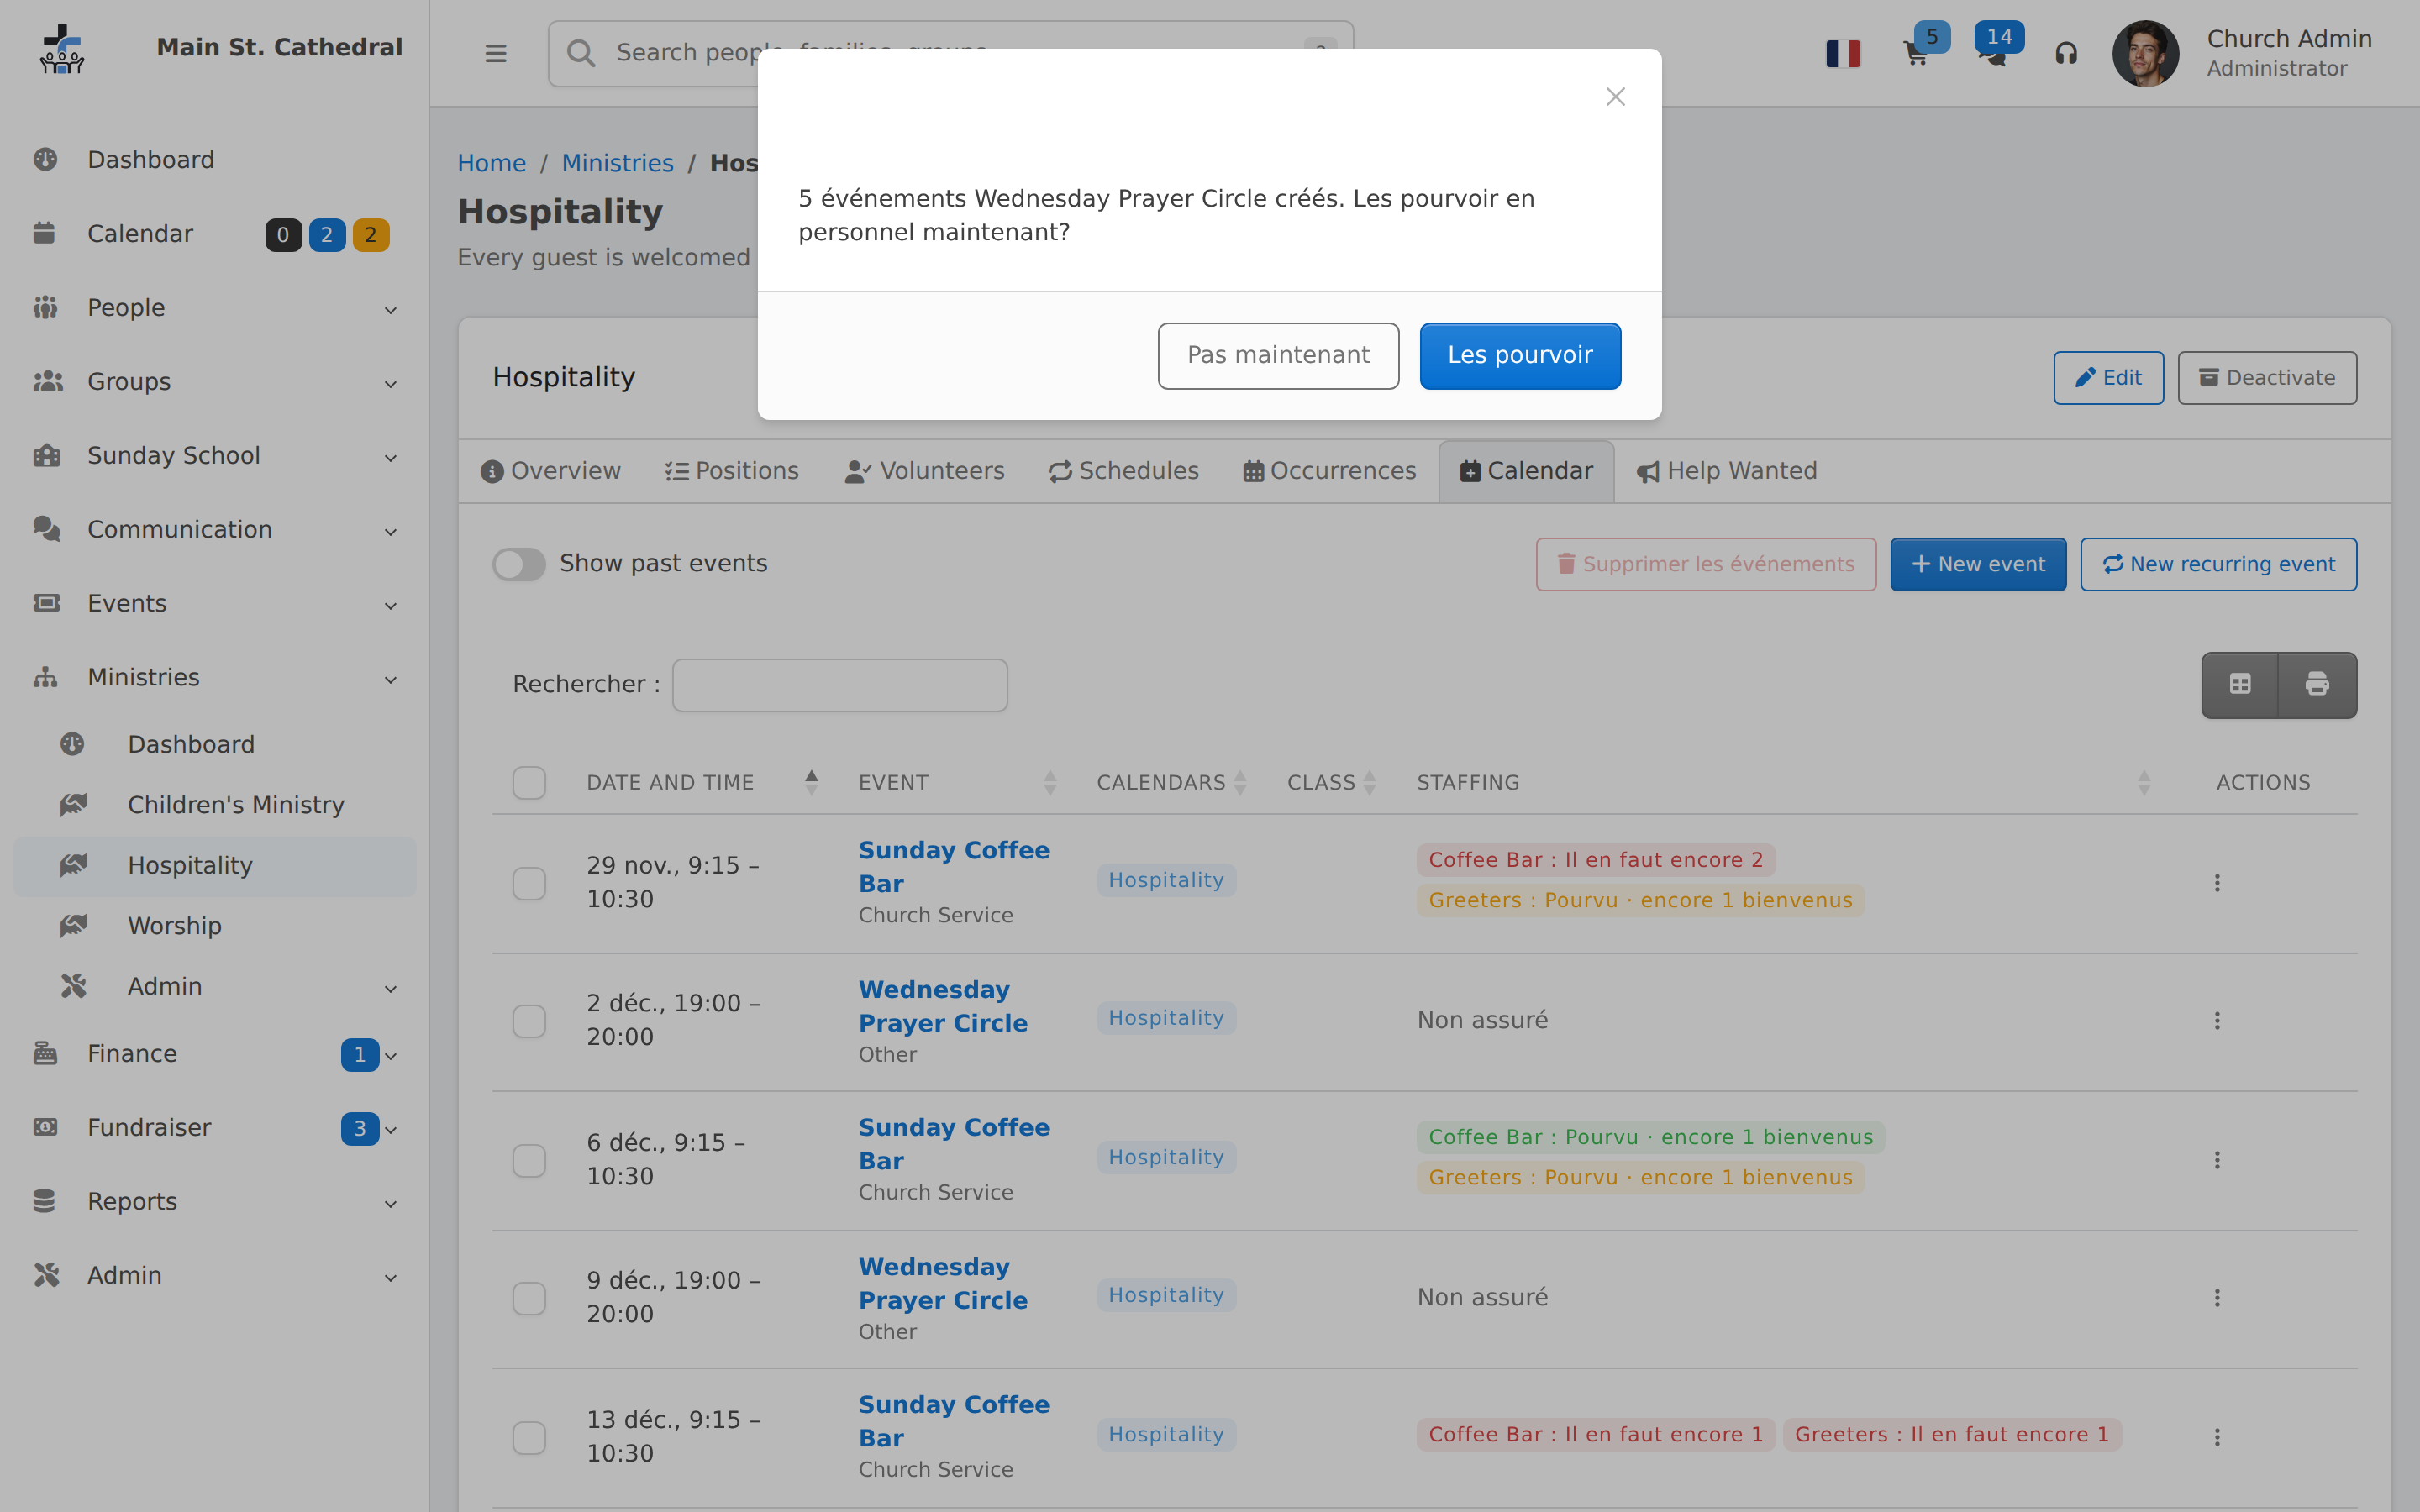 Main St. Cathedral
Search people, families, groups
5
14
Church Admin
Administrator
Dashboard
Calendar 0 2 2
People
Groups
Sunday School
Communication
Events
Ministries
Dashboard
Children's Ministry
Hospitality
Worship
Admin
Finance 1
Fundraiser 3
Reports
Admin
Home / Ministries / Hos
Hospitality
Every guest is welcomed
5 événements Wednesday Prayer Circle créés. Les pourvoir en
personnel maintenant?
Pas maintenant Les pourvoir
Hospitality
Edit Deactivate
Overview Positions Volunteers Schedules Occurrences Calendar Help Wanted
Show past events
Supprimer les événements New event New recurring event
Rechercher :
DATE AND TIME EVENT CALENDARS CLASS STAFFING ACTIONS
29 nov., 9:15 –
10:30
Sunday Coffee
Bar
Church Service
Hospitality
Coffee Bar : Il en faut encore 2
Greeters : Pourvu · encore 1 bienvenus
2 déc., 19:00 –
20:00
Wednesday
Prayer Circle
Other
Hospitality
Non assuré
6 déc., 9:15 –
10:30
Sunday Coffee
Bar
Church Service
Hospitality
Coffee Bar : Pourvu · encore 1 bienvenus
Greeters : Pourvu · encore 1 bienvenus
9 déc., 19:00 –
20:00
Wednesday
Prayer Circle
Other
Hospitality
Non assuré
13 déc., 9:15 –
10:30
Sunday Coffee
Bar
Church Service
Hospitality
Coffee Bar : Il en faut encore 1 Greeters : Il en faut encore 1